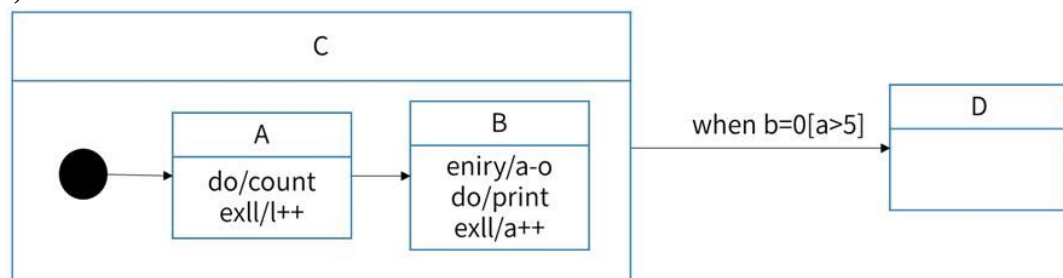 C
A
do/count
exll/l++
B
eniry/a-o
do/print
exll/a++
when b=0[a>5]
D